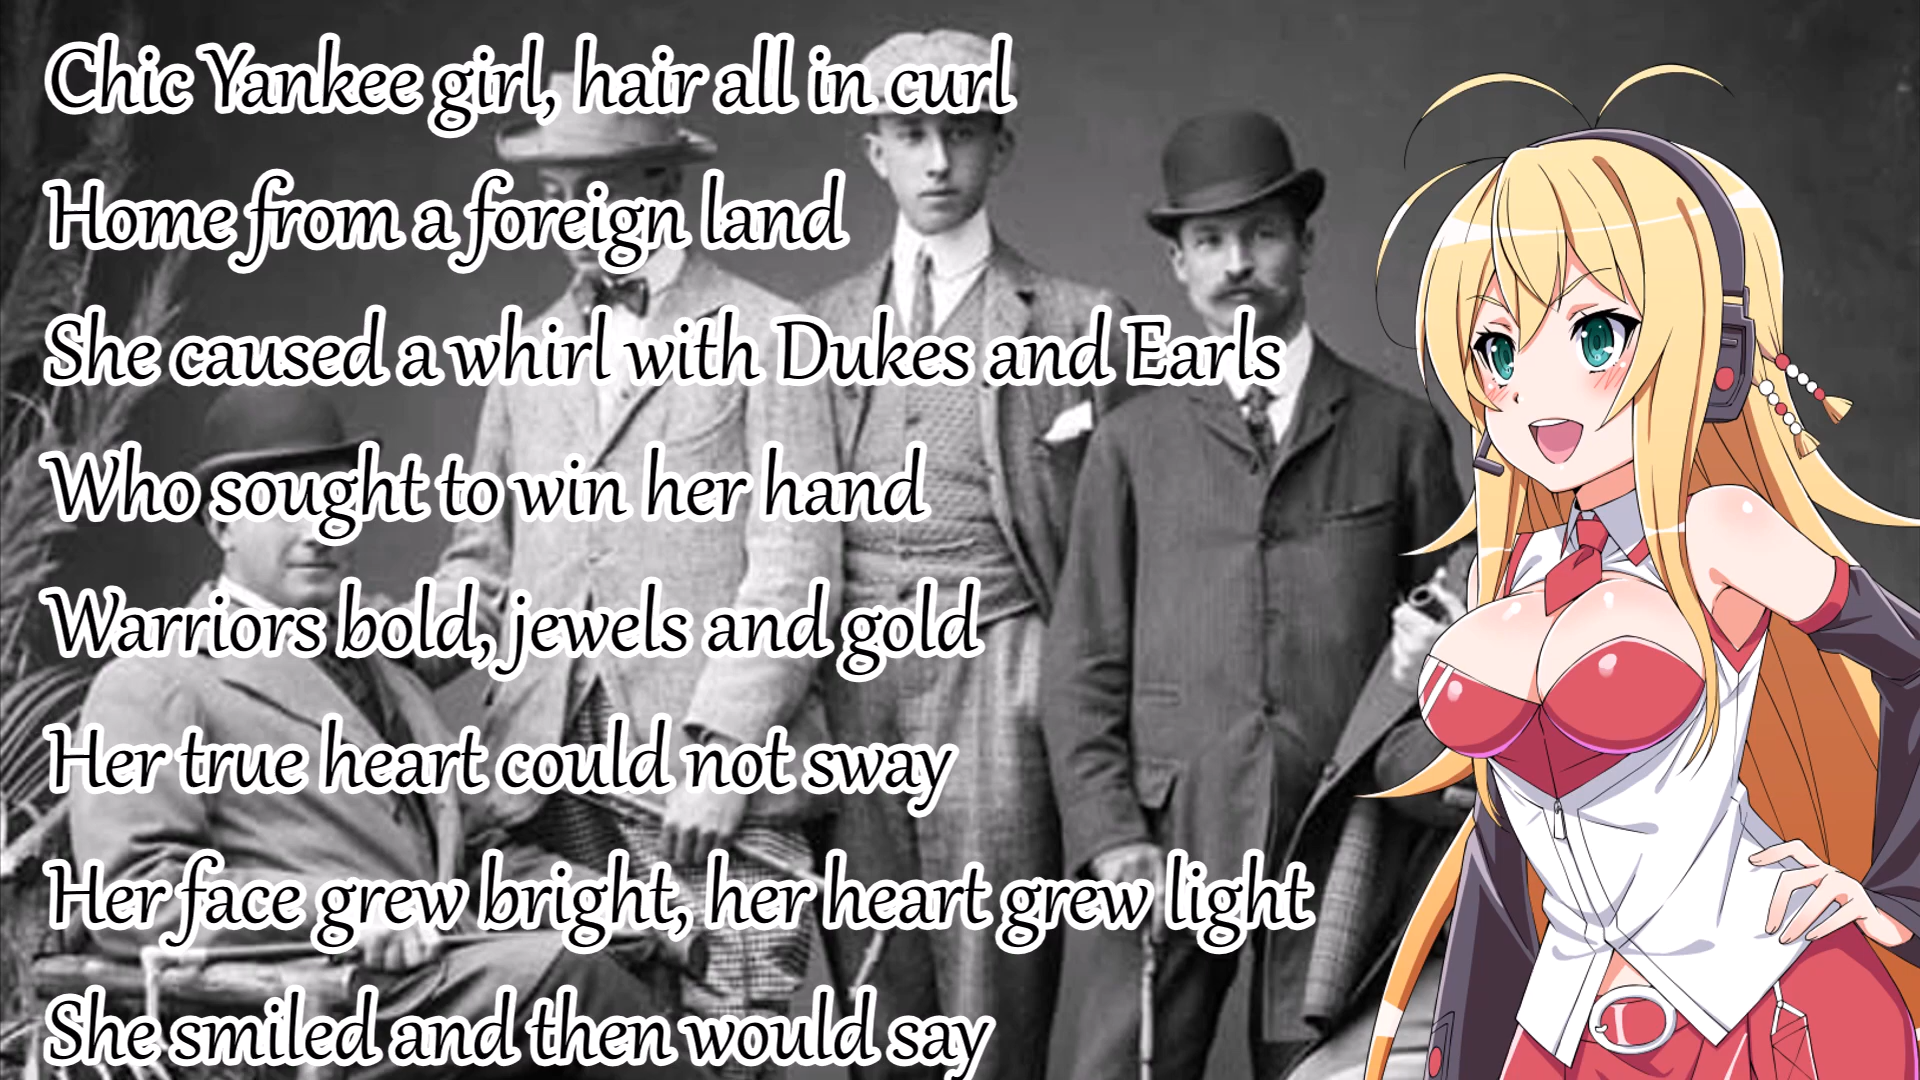 Chic Yankee girl, hair all in curl
Home from a foreign land
She caused a whirl with Dukes and Earls
Who sought to win her hand
Warriors bold, jewels and gold
Her true heart could not sway
Her face grew bright, her heart grew light
She smiled and then would say